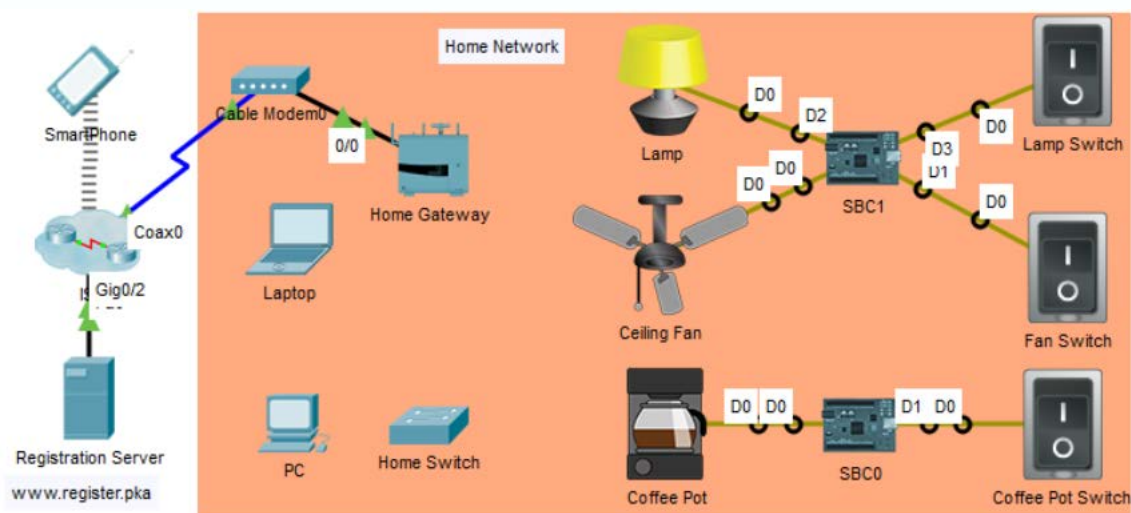 Home Network
SmartPhone
Cable Modem0
0/0
Home Gateway
Coax0
Gig0/2
Laptop
Registration Server
www.register.pka
PC
Home Switch
D0
D2
Lamp
D3
D0
Lamp Switch
D0
D0
SBC1
D1
D0
Ceiling Fan
Fan Switch
D0
D0
D1
D0
Coffee Pot
SBC0
Coffee Pot Switch